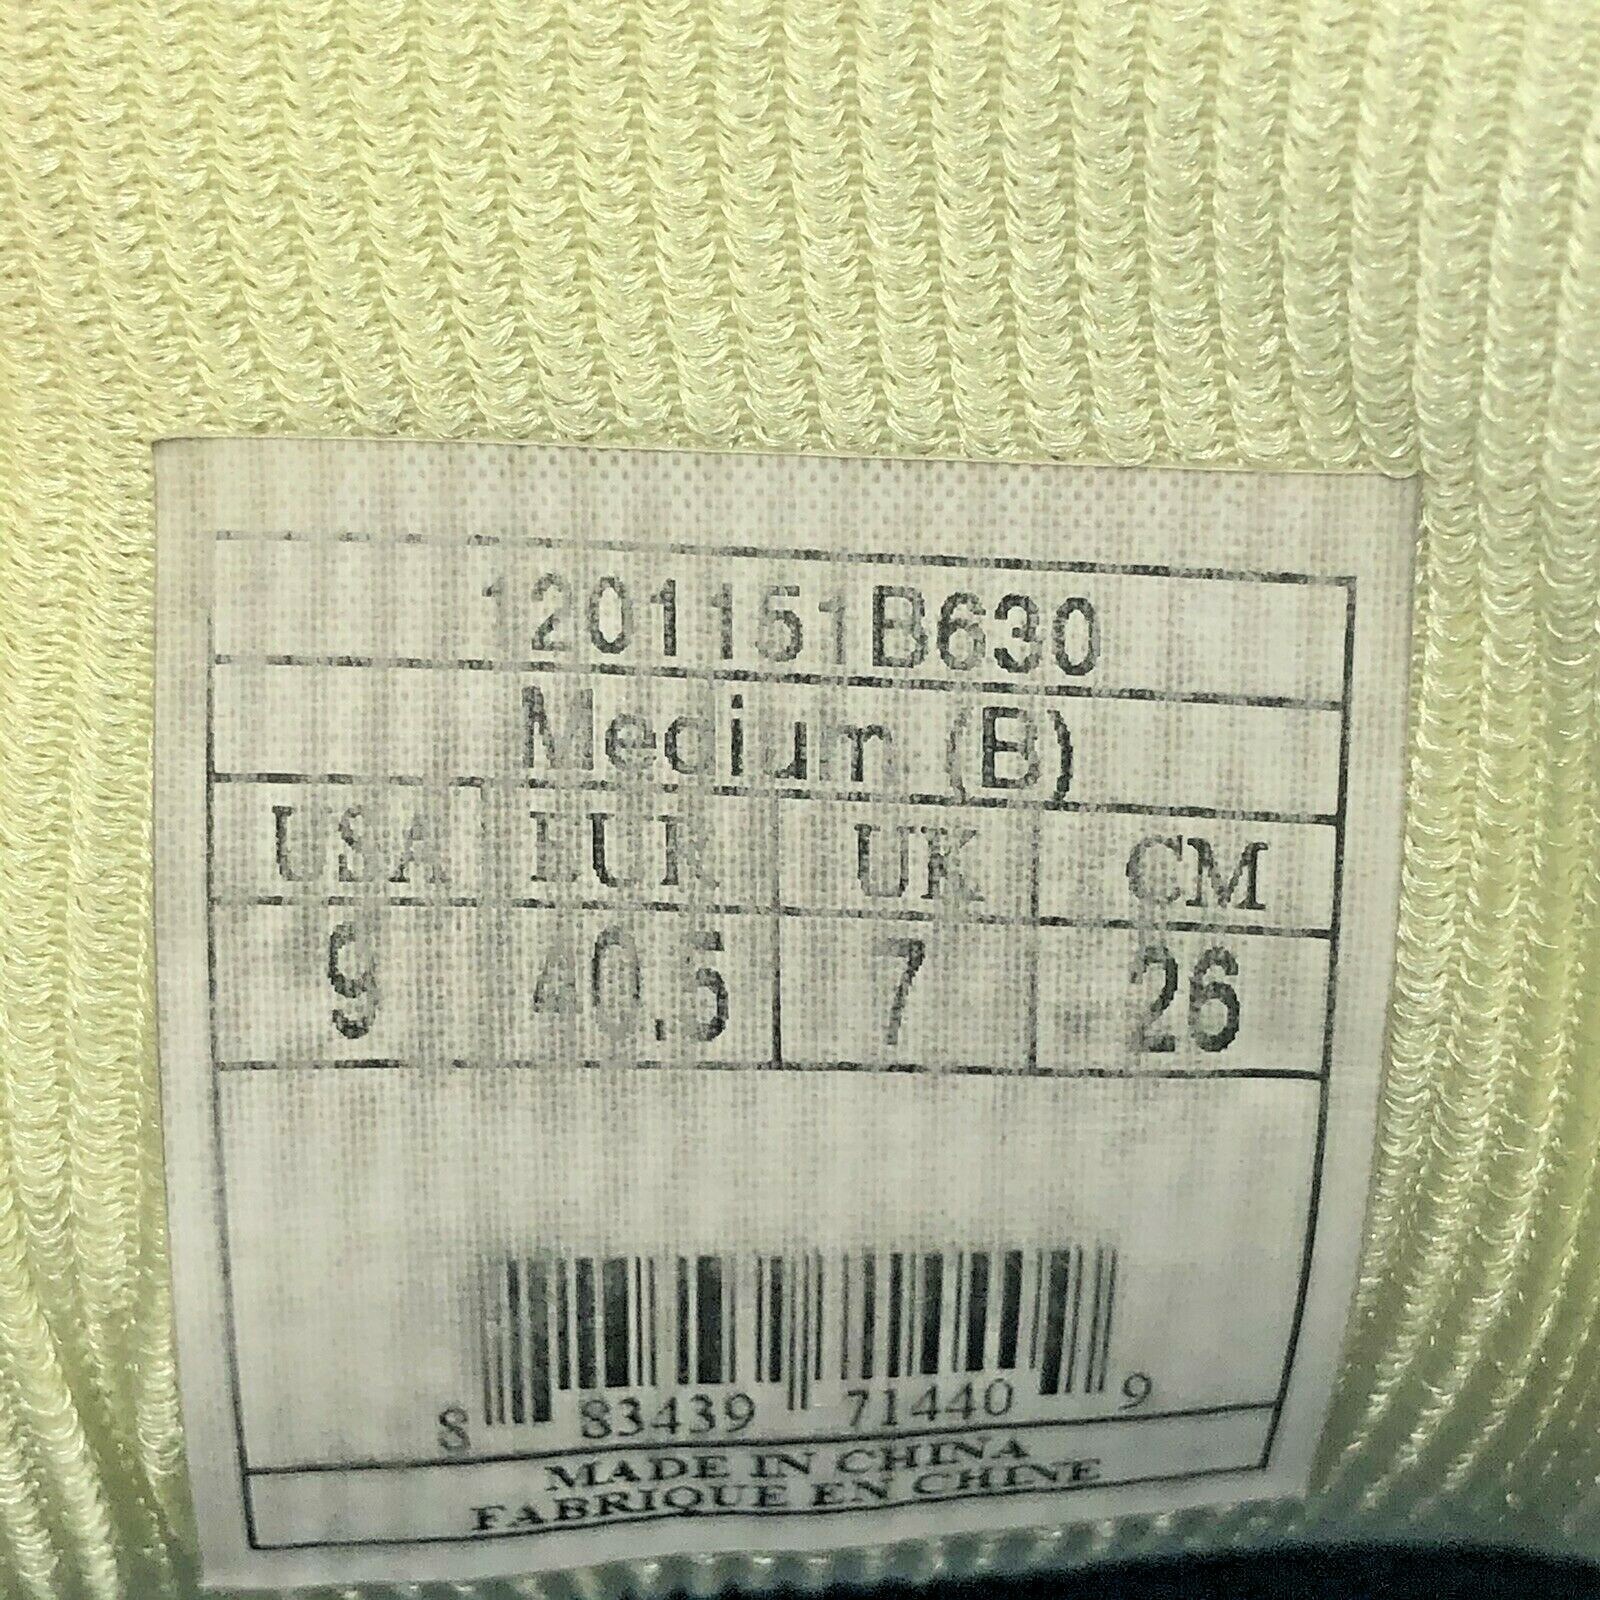 1201151B630
Medium (B)
USA EUR UK CM
9 40.5 7 26
8 83439 71440 9
MADE IN CHINA
FABRIQUE EN CHINE